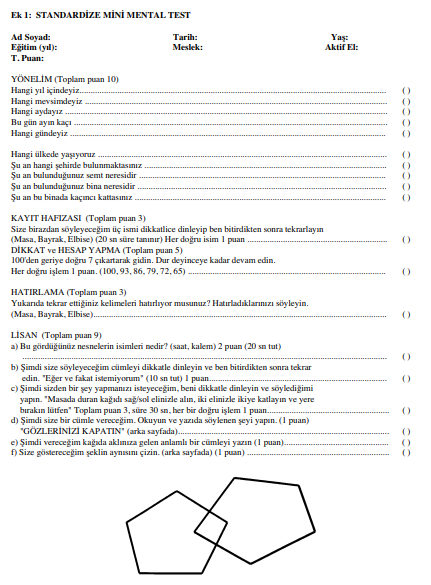 Ek 1: STANDARDİZE MİNİ MENTAL TEST
Ad Soyad: Tarih: Yaş:
Eğitim (yıl): Meslek: Aktif El:
T. Puan:
YÖNELİM (Toplam puan 10)
Hangi yıl içindeyiz.................................................. ( )
Hangi mevsimdeyiz .................................................. ( )
Hangi aydayız .................................................. ( )
Bu gün ayın kaçı .................................................. ( )
Hangi gündeyiz .................................................. ( )
Hangi ülkede yaşıyoruz .................................................. ( )
Şu an hangi şehirde bulunmaktasınız .................................................. ( )
Şu an bulunduğunuz semt neresidir .................................................. ( )
Şu an bulunduğunuz bina neresidir .................................................. ( )
Şu an bu binada kaçıncı kattasınız .................................................. ( )
KAYIT HAFIZASI (Toplam puan 3)
Size birazdan söyleyeceğim üç ismi dikkatlice dinleyip ben bitirdikten sonra tekrarlayın
(Masa, Bayrak, Elbise) (20 sn süre tanınır) Her doğru isim 1 puan .................................................. ( )
DİKKAT ve HESAP YAPMA (Toplam puan 5)
100'den geriye doğru 7 çıkartarak gidin. Dur deyinceye kadar devam edin.
Her doğru işlem 1 puan. (100, 93, 86, 79, 72, 65) .................................................. ( )
HATIRLAMA (Toplam puan 3)
Yukarıda tekrar ettiğiniz kelimeleri hatırlıyor musunuz? Hatırladıklarınızı söyleyin.
(Masa, Bayrak, Elbise).................................................. ( )
LİSAN (Toplam puan 9)
a) Bu gördüğünüz nesnelerin isimleri nedir? (saat, kalem) 2 puan (20 sn tut)
.................................................. ( )
b) Şimdi size söyleyeceğim cümleyi dikkatle dinleyin ve ben bitirdikten sonra tekrar
edin. "Eğer ve fakat istemiyorum" (10 sn tut) 1 puan.................................................. ( )
c) Şimdi sizden bir şey yapmanızı isteyeceğim, beni dikkatle dinleyin ve söylediğimi
yapın. "Masada duran kağıdı sağ/sol elinizle alın, iki elinizle ikiye katlayın ve yere
bırakın lütfen" Toplam puan 3, süre 30 sn, her bir doğru işlem 1 puan.................................................. ( )
d) Şimdi size bir cümle vereceğim. Okuyun ve yazıda söylenen şeyi yapın. (1 puan)
"GÖZLERİNİZİ KAPATIN" (arka sayfada).................................................. ( )
e) Şimdi vereceğim kağıda aklınıza gelen anlamlı bir cümleyi yazın (1 puan).................................................. ( )
f) Size göstereceğim şeklin aynısını çizin. (arka sayfada) (1 puan) .................................................. ( )